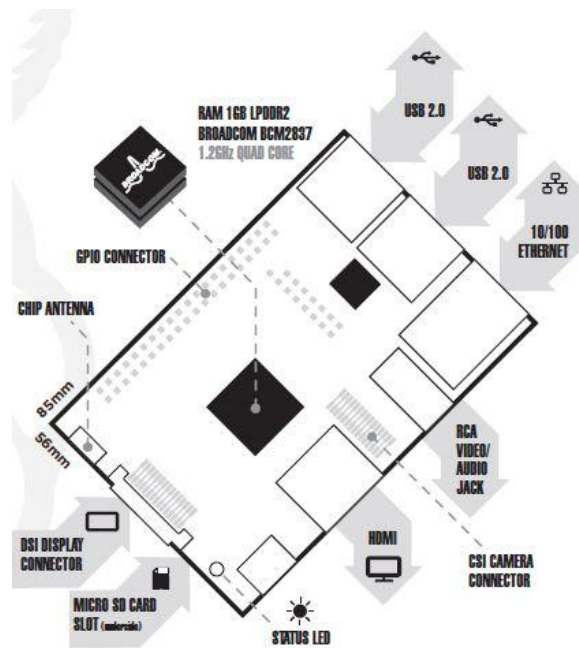 USB 2.0
RAM 1GB LPDDR2
BROADCOM BCM2837
1.2GHz QUAD CORE
BROADCOM
USB 2.0
10/100
ETHERNET
GPIO CONNECTOR
CHIP ANTENNA
85mm
56mm
RCA
VIDEO/
AUDIO
JACK
DSI DISPLAY
CONNECTOR
HDMI
CSI CAMERA
CONNECTOR
MICRO SD CARD
SLOT (underside)
STATUS LED